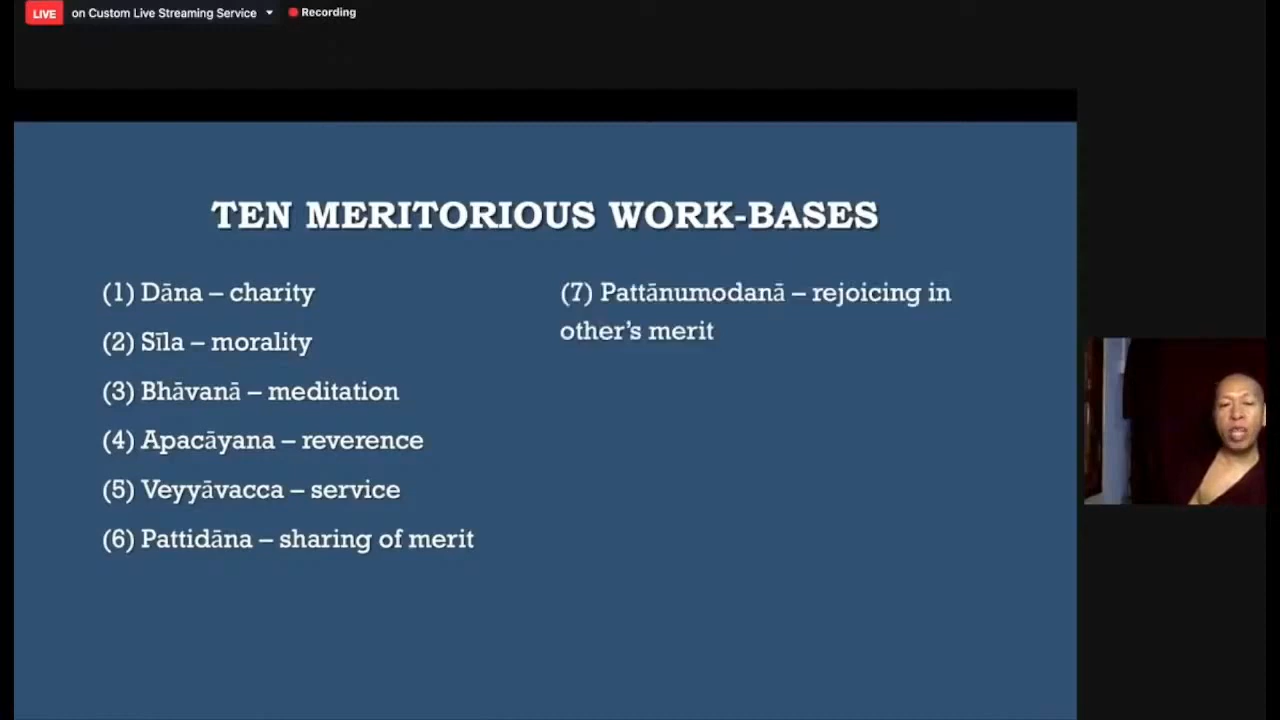 LIVE on Custom Live Streaming Service Recording
TEN MERITORIOUS WORK-BASES
(1) Dāna – charity
(2) Sīla – morality
(3) Bhāvanā – meditation
(4) Apacāyana – reverence
(5) Veyyāvacca – service
(6) Pattidāna – sharing of merit
(7) Pattānumodanā – rejoicing in
other’s merit